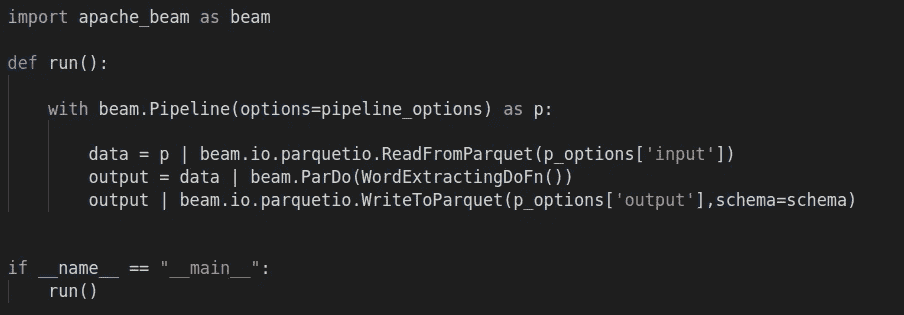 import apache_beam as beam
def run():
with beam.Pipeline(options=pipeline_options) as p:
data = p | beam.io.parquetio.ReadFromParquet(p_options['input'])
output = data | beam.ParDo(WordExtractingDoFn())
output | beam.io.parquetio.WriteToParquet(p_options['output'],schema=schema)
if __name__ == "__main__":
run()